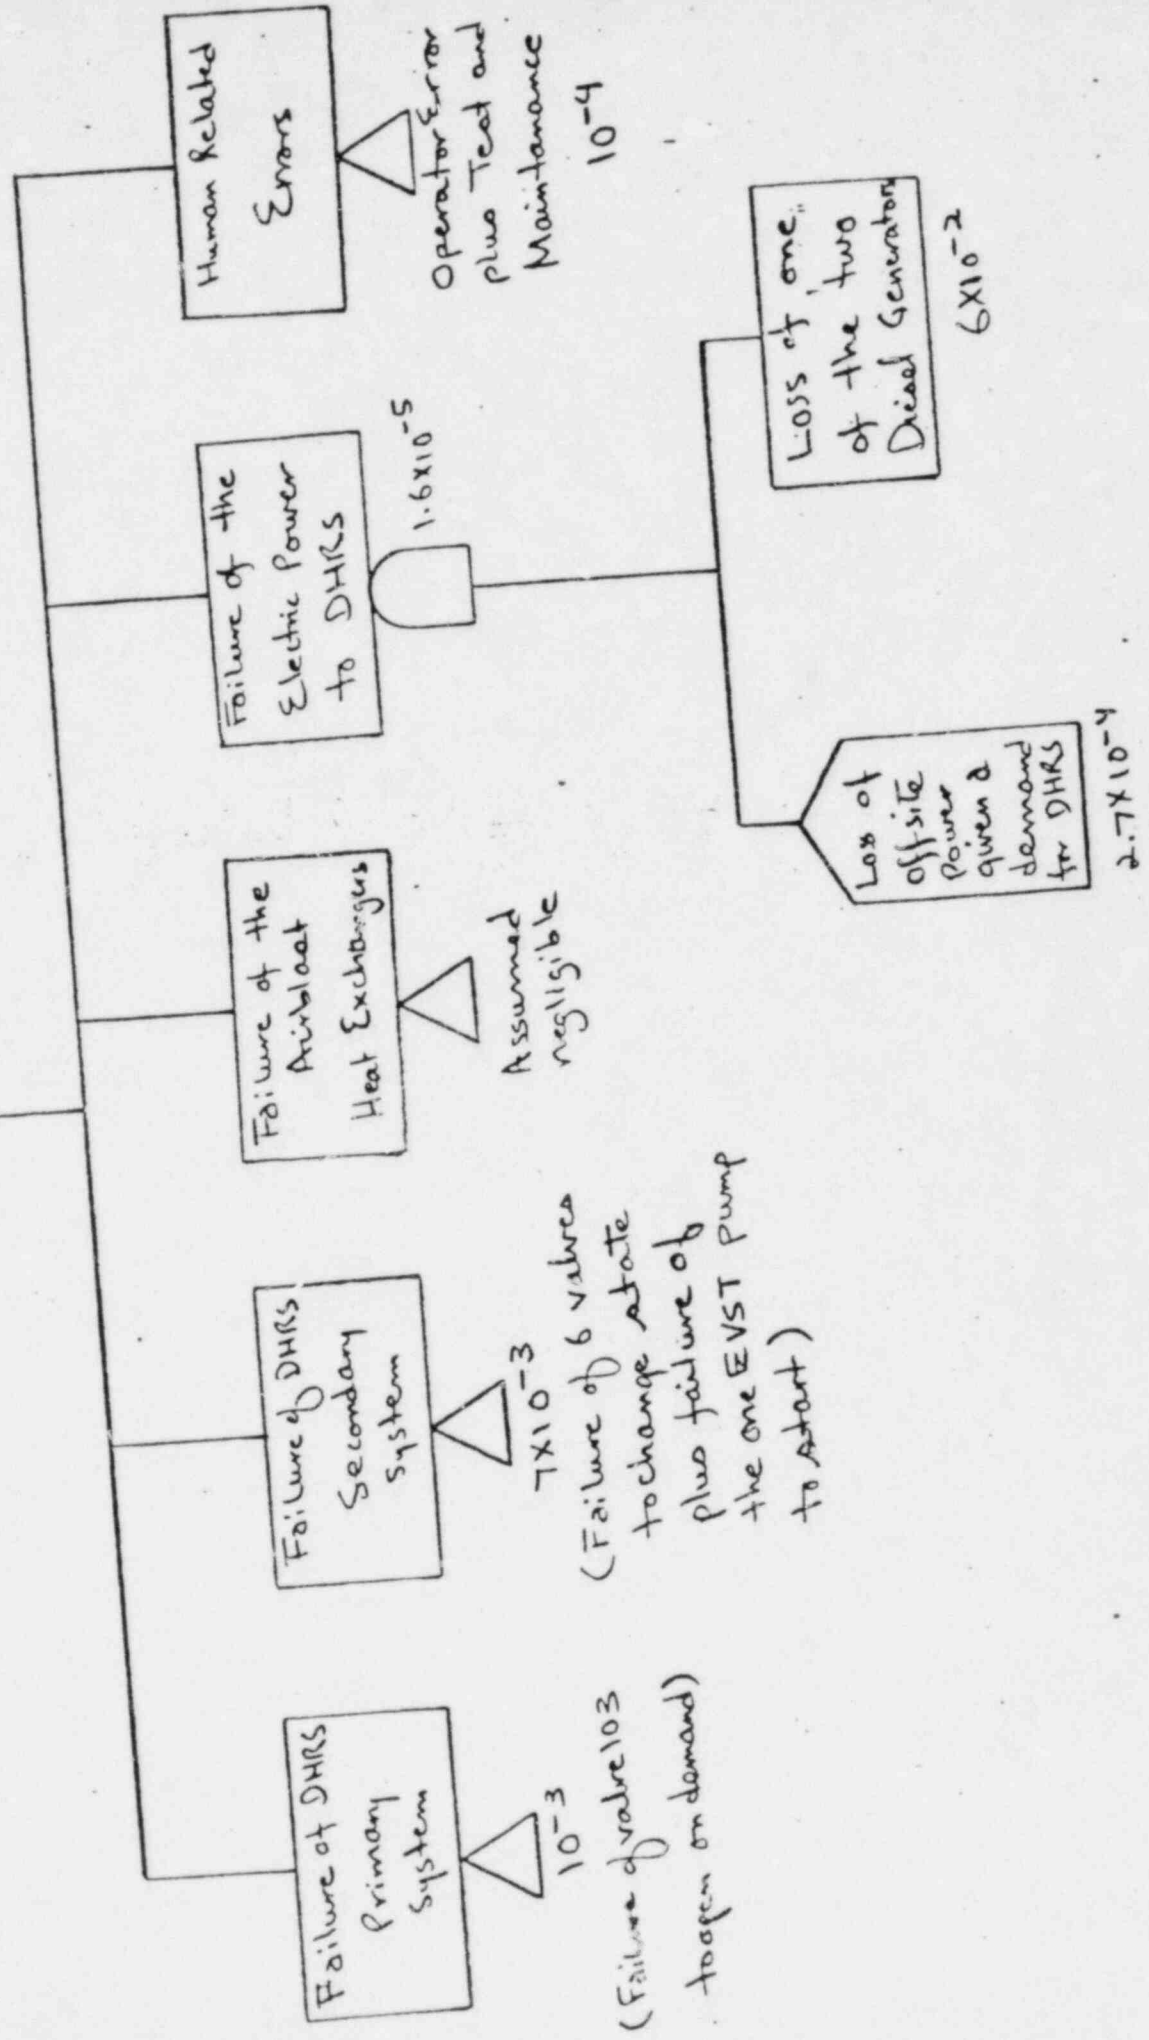 Failure of DHRS
Primary
System
10-3
(Failure of valve 103
to open on demand)
Failure of DHRS
Secondary
System
7X10-3
(Failure of 6 valves
to change state
plus failure of
the one EVST pump
to start)
Failure of the
Airblast
Heat Exchangers
Assumed
negligible
Failure of the
Electric Power
to DHRS
1.6X10-5
Loss of
offsite
Power
given a
demand
for DHRS
2.7X10-4
Loss of one
of the two
Diesel Generators
6X10-2
Human Related
Errors
Operator Error
plus Test and
Maintanance
10-4